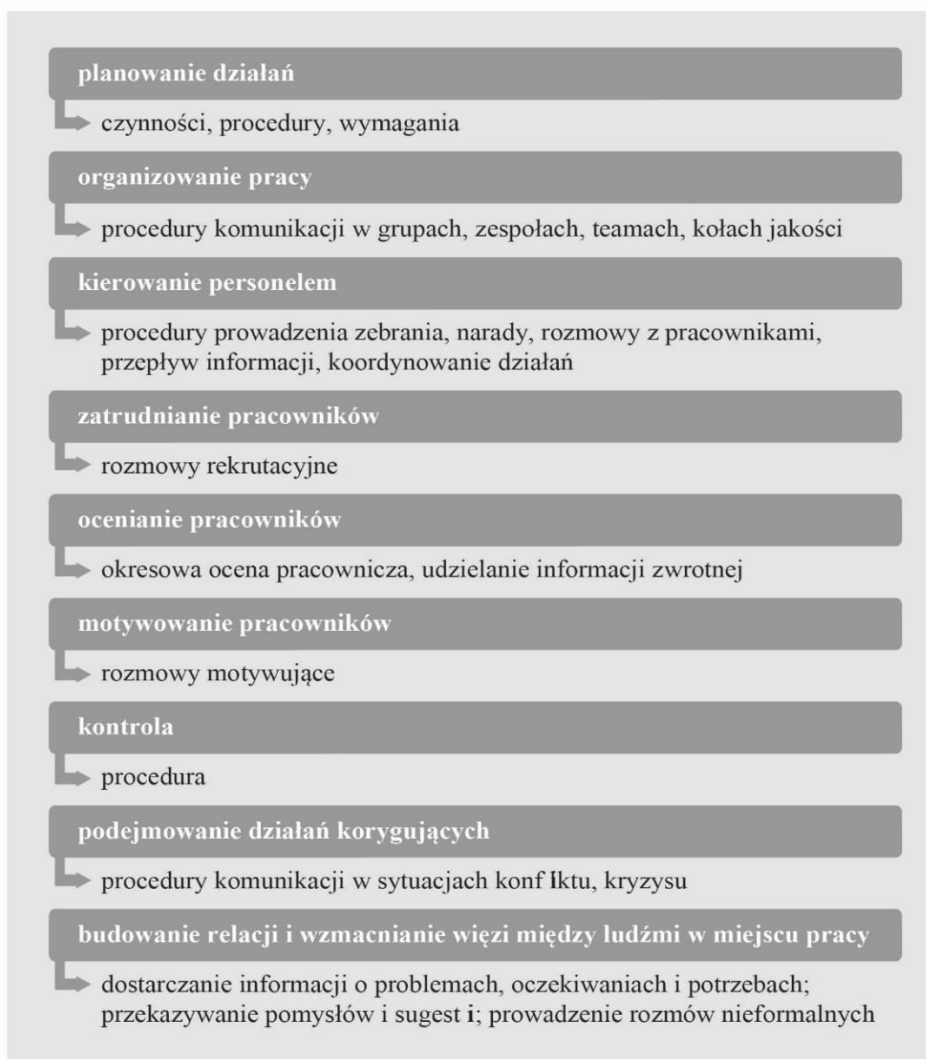 planowanie działań
czynności, procedury, wymagania
organizowanie pracy
procedury komunikacji w grupach, zespołach, teamach, kołach jakości
kierowanie personelem
procedury prowadzenia zebrania, narady, rozmowy z pracownikami,
przepływ informacji, koordynowanie działań
zatrudnianie pracowników
rozmowy rekrutacyjne
ocenianie pracowników
okresowa ocena pracownicza, udzielanie informacji zwrotnej
motywowanie pracowników
rozmowy motywujące
kontrola
procedura
podejmowanie działań korygujących
procedury komunikacji w sytuacjach konf iktu, kryzysu
budowanie relacji i wzmacnianie więzi między ludźmi w miejscu pracy
dostarczanie informacji o problemach, oczekiwaniach i potrzebach;
przekazywanie pomysłów i sugest i; prowadzenie rozmów nieformalnych